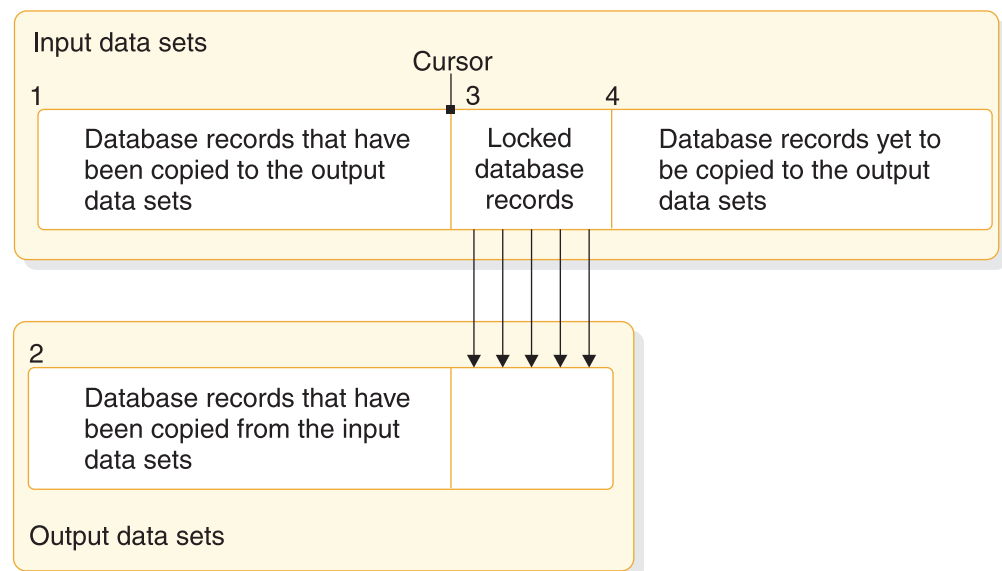 Input data sets
Cursor
1
3
4
Database records that have
been copied to the output
data sets
Locked
database
records
Database records yet to
be copied to the output
data sets
2
Database records that have
been copied from the input
data sets
Output data sets